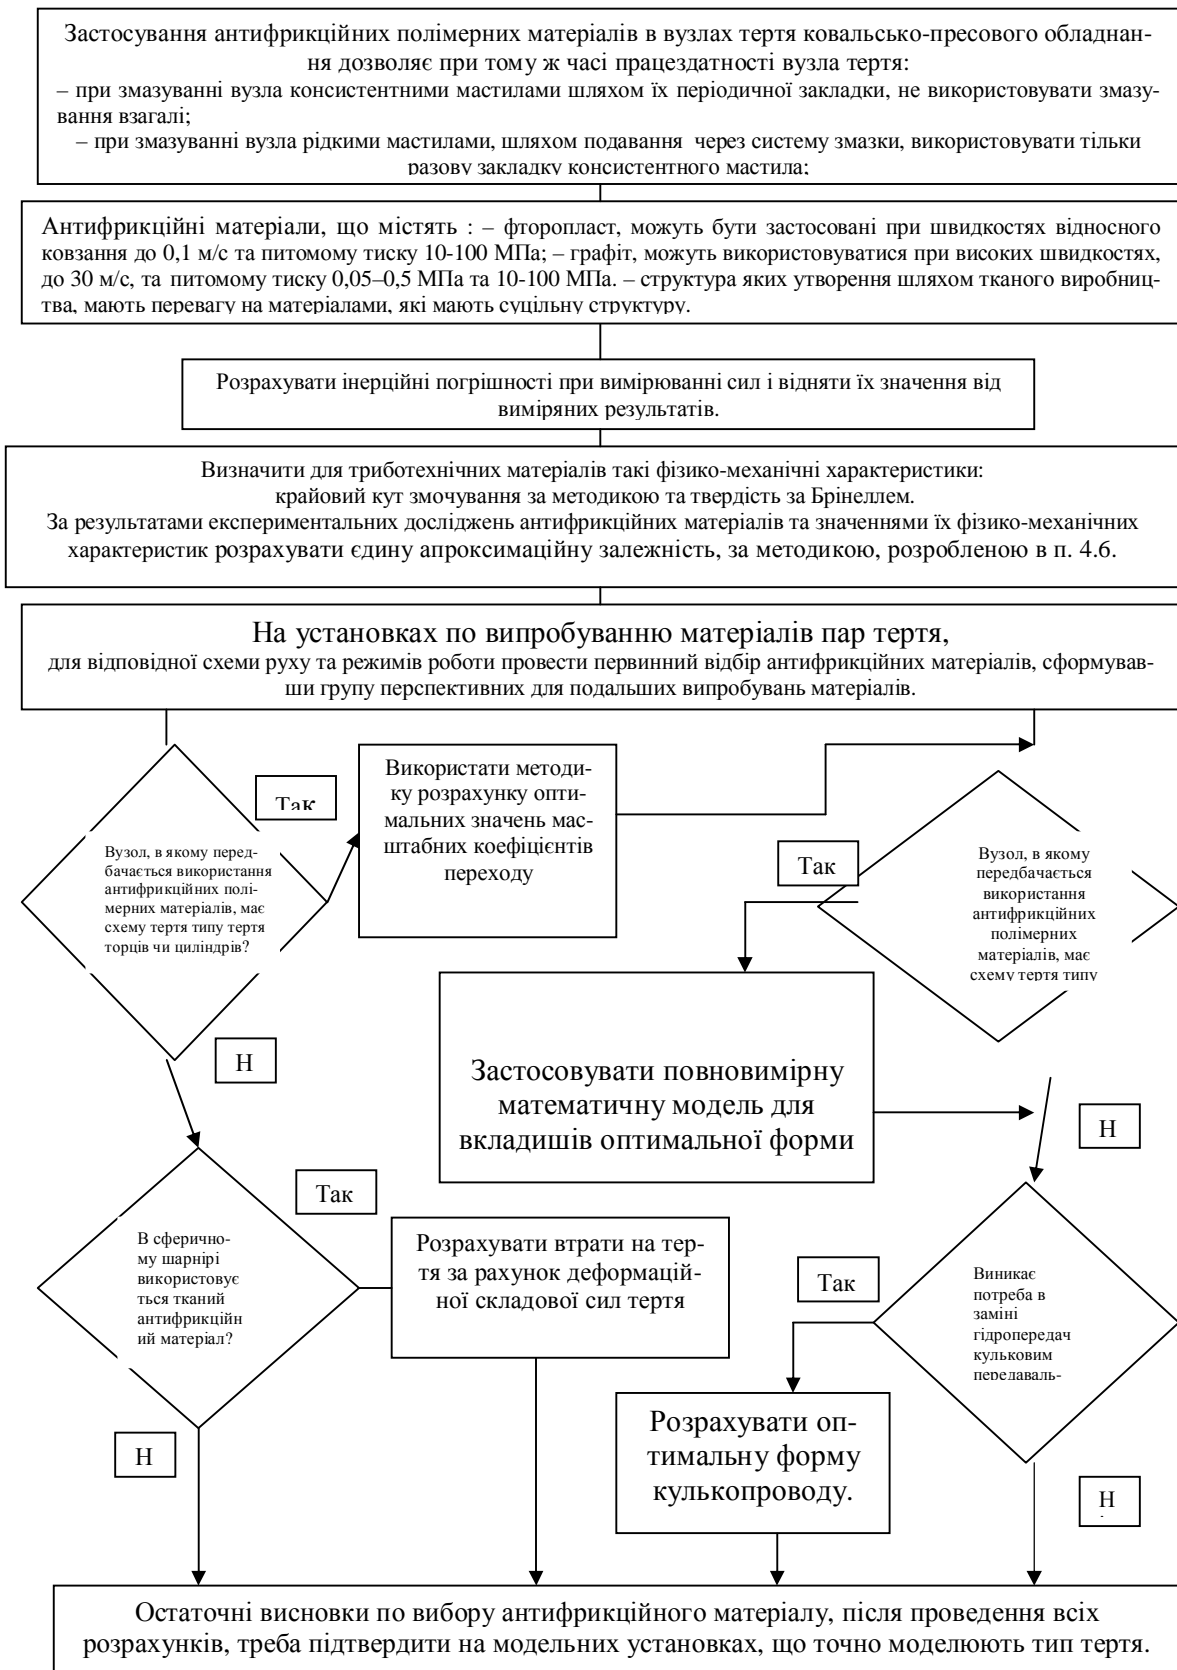 Застосування антифрикційних полімерних матеріалів в вузлах тертя ковальсько-пресового обладнан-
ня дозволяє при тому ж часі працездатності вузла тертя:
– при змазуванні вузла консистентними мастилами шляхом їх періодичної закладки, не використовувати змазу-
вання взагалі;
– при змазуванні вузла рідкими мастилами, шляхом подавання через систему змазки, використовувати тільки
разову закладку консистентного мастила;
Антифрикційні матеріали, що містять : – фторопласт, можуть бути застосовані при швидкостях відносного
ковзання до 0,1 м/с та питомому тиску 10-100 МПа; – графіт, можуть використовуватися при високих швидкостях,
до 30 м/с, та питомому тиску 0,05–0,5 МПа та 10-100 МПа. – структура яких утворення шляхом тканого виробниц-
тва, мають перевагу на матеріалами, які мають суцільну структуру.
Розрахувати інерційні погрішності при вимірюванні сил і відняти їх значення від
виміряних результатів.
Визначити для триботехнічних матеріалів такі фізико-механічні характеристики:
крайовий кут змочування за методикою та твердість за Брінеллем.
За результатами експериментальних досліджень антифрикційних матеріалів та значеннями їх фізико-механічних
характеристик розрахувати єдину апроксимаційну залежність, за методикою, розробленою в п. 4.6.
На установках по випробуванню матеріалів пар тертя,
для відповідної схеми руху та режимів роботи провести первинний відбір антифрикційних матеріалів, сформував-
ши групу перспективних для подальших випробувань матеріалів.
Так
Використати методи-
ку розрахунку опти-
мальних значень мас-
штабних коефіцієнтів
переходу
Вузол, в якому перед-
бачається використання
антифрикційних полі-
мерних матеріалів, має
схему тертя типу тертя
торців чи циліндрів?
Так
Вузол, в якому
передбачається
використання
антифрикційних
полімерних
матеріалів, має
схему тертя типу
Н
Застосовувати повновимірну
математичну модель для
вкладишів оптимальної форми
Н
Так
В сферично-
му шарнірі
використовує
ться тканий
антифрикційн
ий матеріал?
Розрахувати втрати на тер-
тя за рахунок деформацій-
ної складової сил тертя
Так
Виникає
потреба в
заміні
гідропередач
кульковим
передаваль-
Н
Розрахувати оп-
тимальну форму
кулькопроводу.
Н
Остаточні висновки по вибору антифрикційного матеріалу, після проведення всіх
розрахунків, треба підтвердити на модельних установках, що точно моделюють тип тертя.